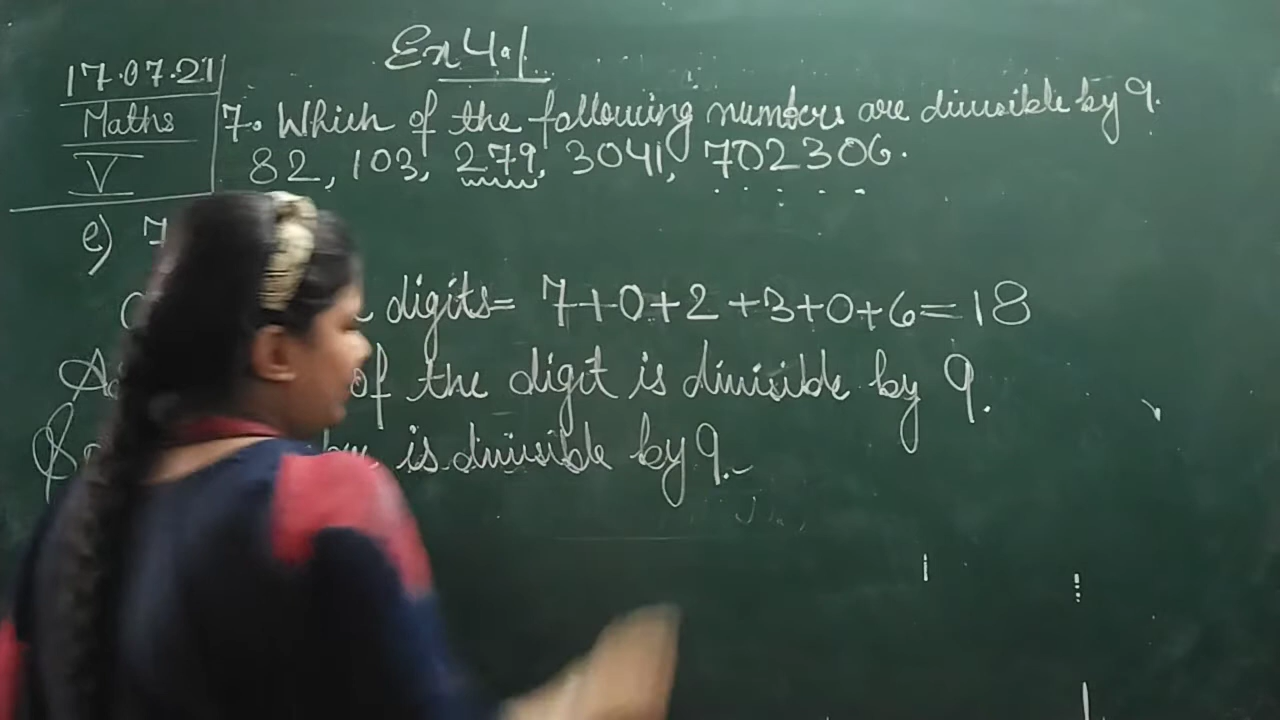 Ex 4.1
17.07.21
Maths
V
7. Which of the following numbers are divisible by 9.
82, 103, 279, 3041, 702306.
e) 7
digits= 7+0+2+3+0+6=18
of the digit is divisible by 9.
is divisible by 9.